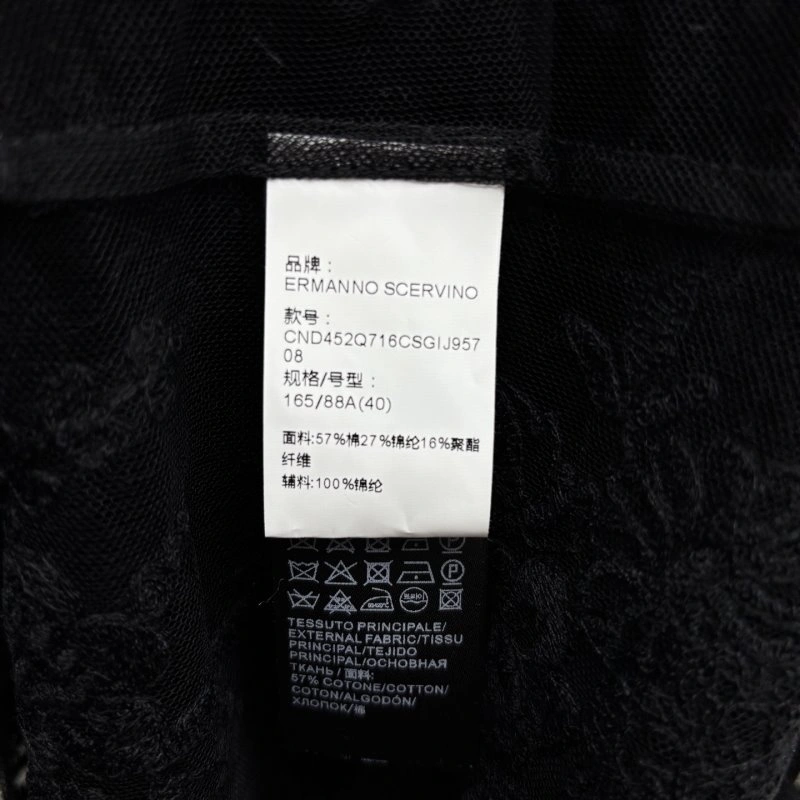 品牌：
ERMANNO SCERVINO
款号：
CND452Q716CSGIJ957
08
规格/号型：
165/88A(40)
面料:57%棉27%锦纶16%聚酯
纤维
辅料:100%锦纶
TESSUTO PRINCIPALE/
EXTERNAL FABRIC/TISSU
PRINCIPAL/TEJIDO
PRINCIPAL/ОСНОВНАЯ
ТКАНЬ/面料:
57% COTONE/COTTON/
COTON/ALGODÓN/
ХЛОПОК/棉